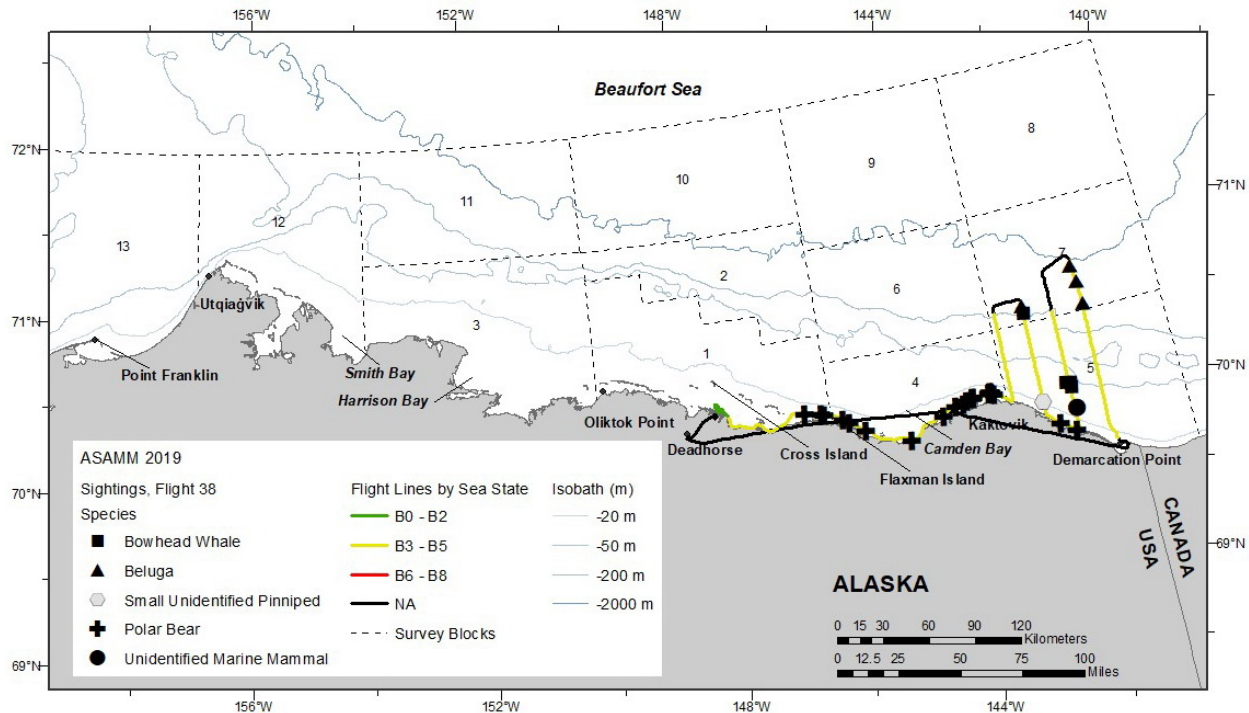 156°W
152°W
148°W
144°W
140°W
Beaufort Sea
8
9
10
72°N
71°N
11
12
13
7
2
6
Utqiaġvik
71°N
3
1
5
70°N
Point Franklin
Smith Bay
4
Harrison Bay
Oliktok Point
Kaktovik
Deadhorse
Cross Island
Camden Bay
Demarcation Point
Flaxman Island
70°N
ASAMM 2019
Sightings, Flight 38
Species
Bowhead Whale
Beluga
Small Unidentified Pinniped
Polar Bear
Unidentified Marine Mammal
Flight Lines by Sea State
B0 - B2
B3 - B5
B6 - B8
NA
Survey Blocks
Isobath (m)
-20 m
-50 m
-200 m
-2000 m
CANADA
USA
69°N
ALASKA
0 15 30 60 90 120
Kilometers
0 12.5 25 50 75 100
Miles
69°N
156°W
152°W
148°W
144°W